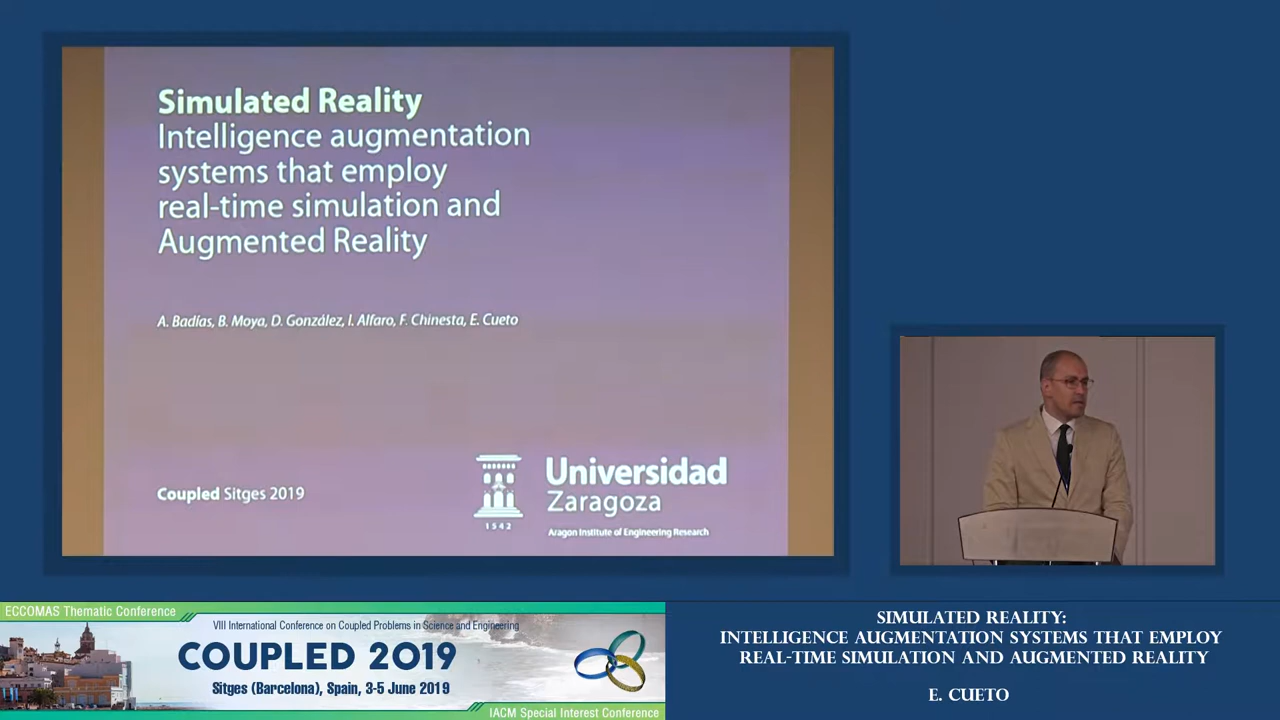 Simulated Reality
Intelligence augmentation
systems that employ
real-time simulation and
Augmented Reality
A. Badías, B. Moya, D. González, I. Alfaro, F. Chinesta, E. Cueto
Coupled Sitges 2019
1542
Universidad
Zaragoza
Aragon Institute of Engineering Research
ECCOMAS Thematic Conference
VIII International Conference on Coupled Problems in Science and Engineering
COUPLED 2019
Sitges (Barcelona), Spain, 3-5 June 2019
IACM Special Interest Conference
SIMULATED REALITY:
INTELLIGENCE AUGMENTATION SYSTEMS THAT EMPLOY
REAL-TIME SIMULATION AND AUGMENTED REALITY
E. CUETO